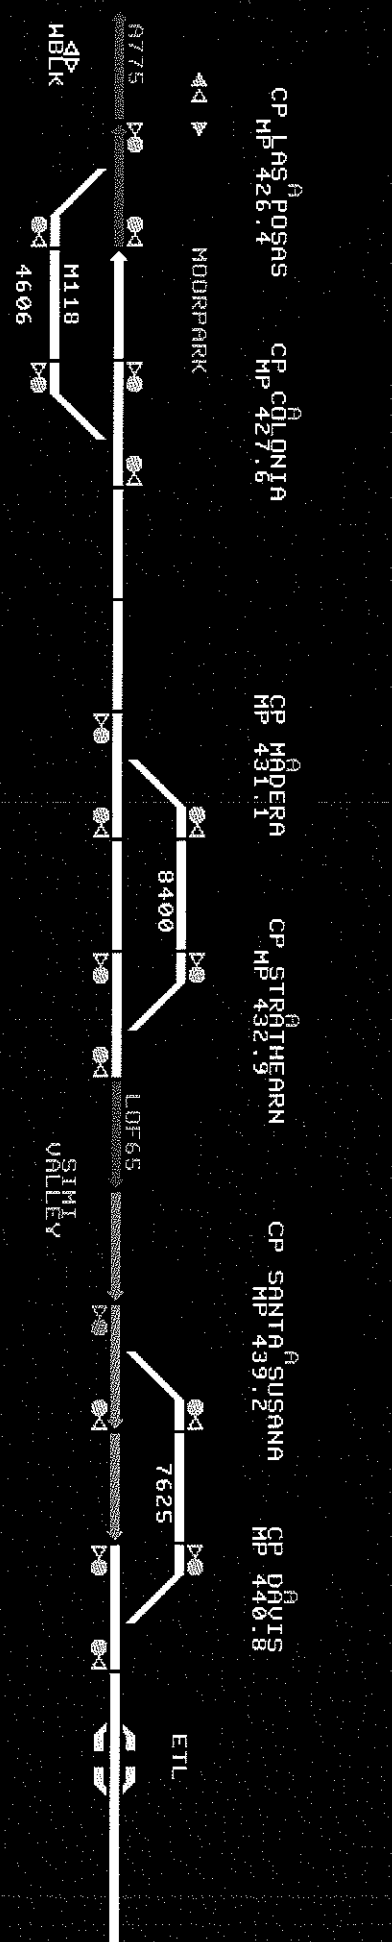 CP LAS POSAS
A
MP 426.4
A775
WBLK
MOORPARK
M118
4606
CP COLONIA
A
MP 427.6
CP MADERA
A
MP 431.1
8400
CP STRATHEARN
A
MP 432.9
LOF65
SIMI
VALLEY
CP SANTA SUSANA
A
MP 439.2
7625
CP DAVIS
A
MP 440.8
ETL